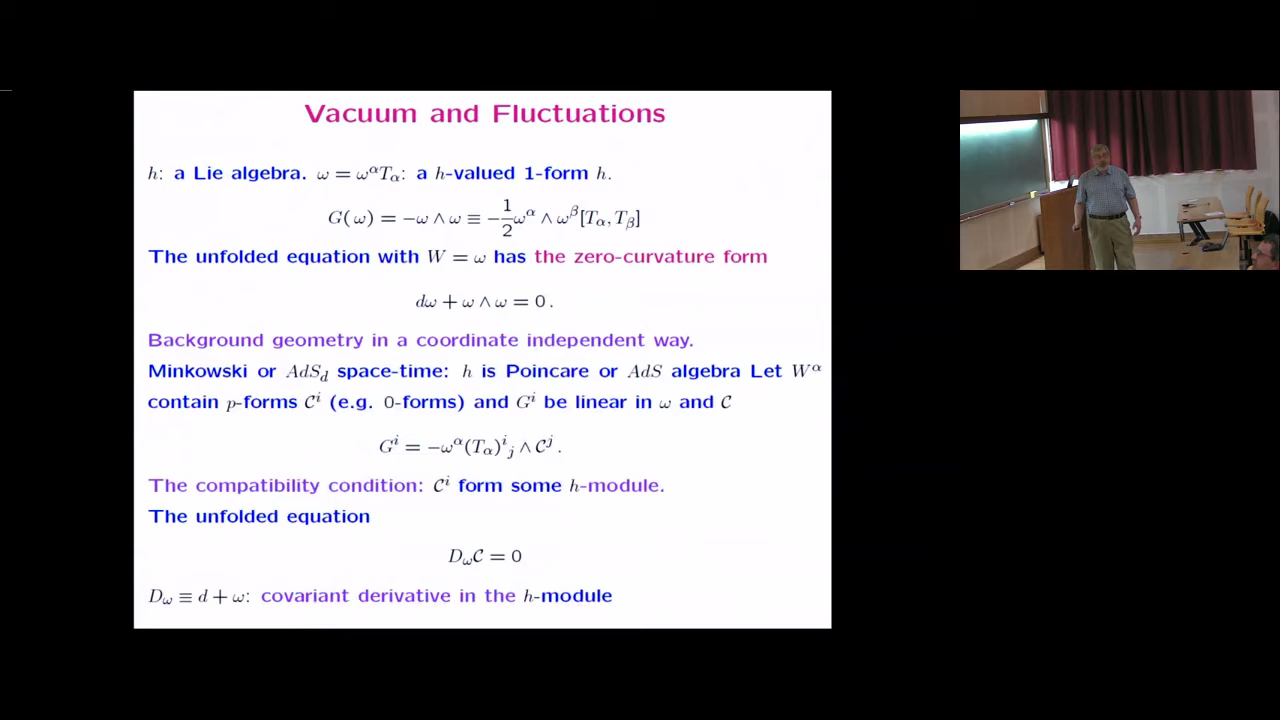 Vacuum and Fluctuations
h: a Lie algebra. ω = ω^α T_α: a h-valued 1-form h.
G(ω) = −ω ∧ ω ≡ −\frac{1}{2} ω^α ∧ ω^β [T_α, T_β]
The unfolded equation with W = ω has the zero-curvature form
dω + ω ∧ ω = 0 .
Background geometry in a coordinate independent way.
Minkowski or AdS_d space-time: h is Poincare or AdS algebra Let W^α
contain p-forms 𝒞^i (e.g. 0-forms) and G^i be linear in ω and 𝒞
G^i = −ω^α (T_α)^i_j ∧ 𝒞^j .
The compatibility condition: 𝒞^i form some h-module.
The unfolded equation
D_ω 𝒞 = 0
D_ω ≡ d + ω: covariant derivative in the h-module